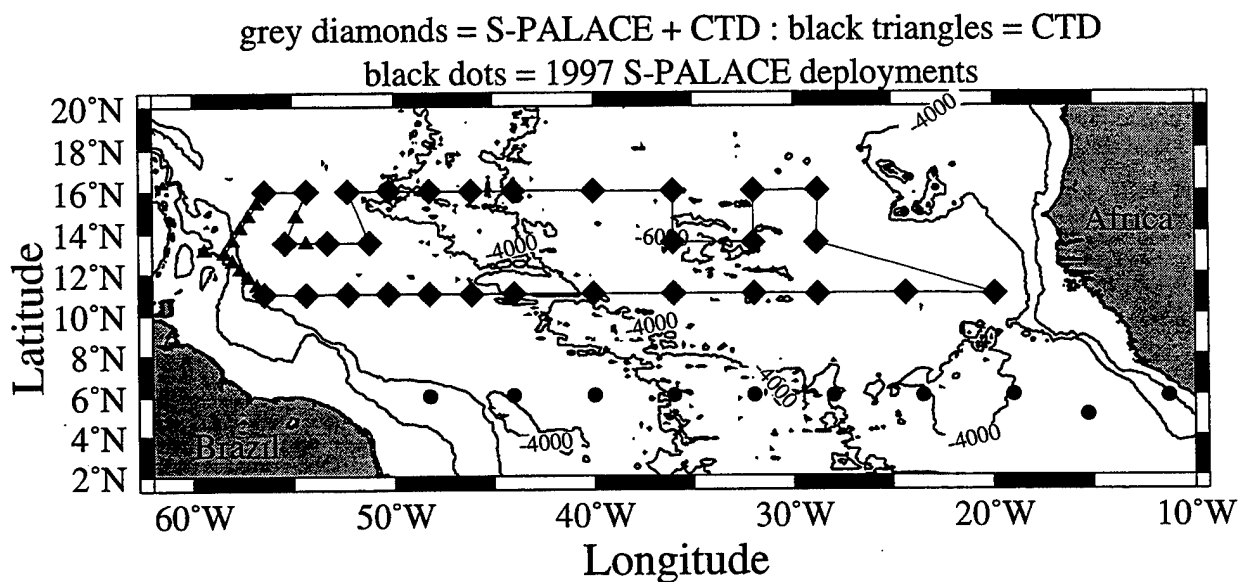 grey diamonds = S-PALACE + CTD : black triangles = CTD
black dots = 1997 S-PALACE deployments
20°N
18°N
16°N
14°N
12°N
10°N
8°N
6°N
4°N
2°N
Latitude
-4000
-4000
-4000
-4000
-4000
-4000
Africa
Brazil
60°W
50°W
40°W
30°W
20°W
10°W
Longitude